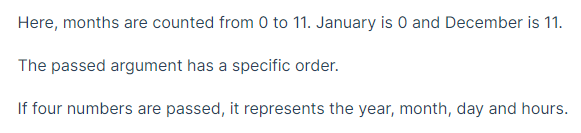 Here, months are counted from 0 to 11. January is 0 and December is 11.
The passed argument has a specific order.
If four numbers are passed, it represents the year, month, day and hours.